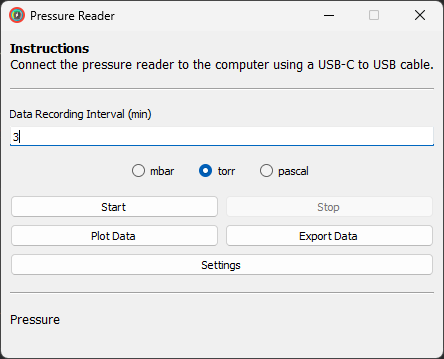 Pressure Reader
Instructions
Connect the pressure reader to the computer using a USB-C to USB cable.
Data Recording Interval (min)
3
mbar torr pascal
Start Stop
Plot Data Export Data
Settings
Pressure